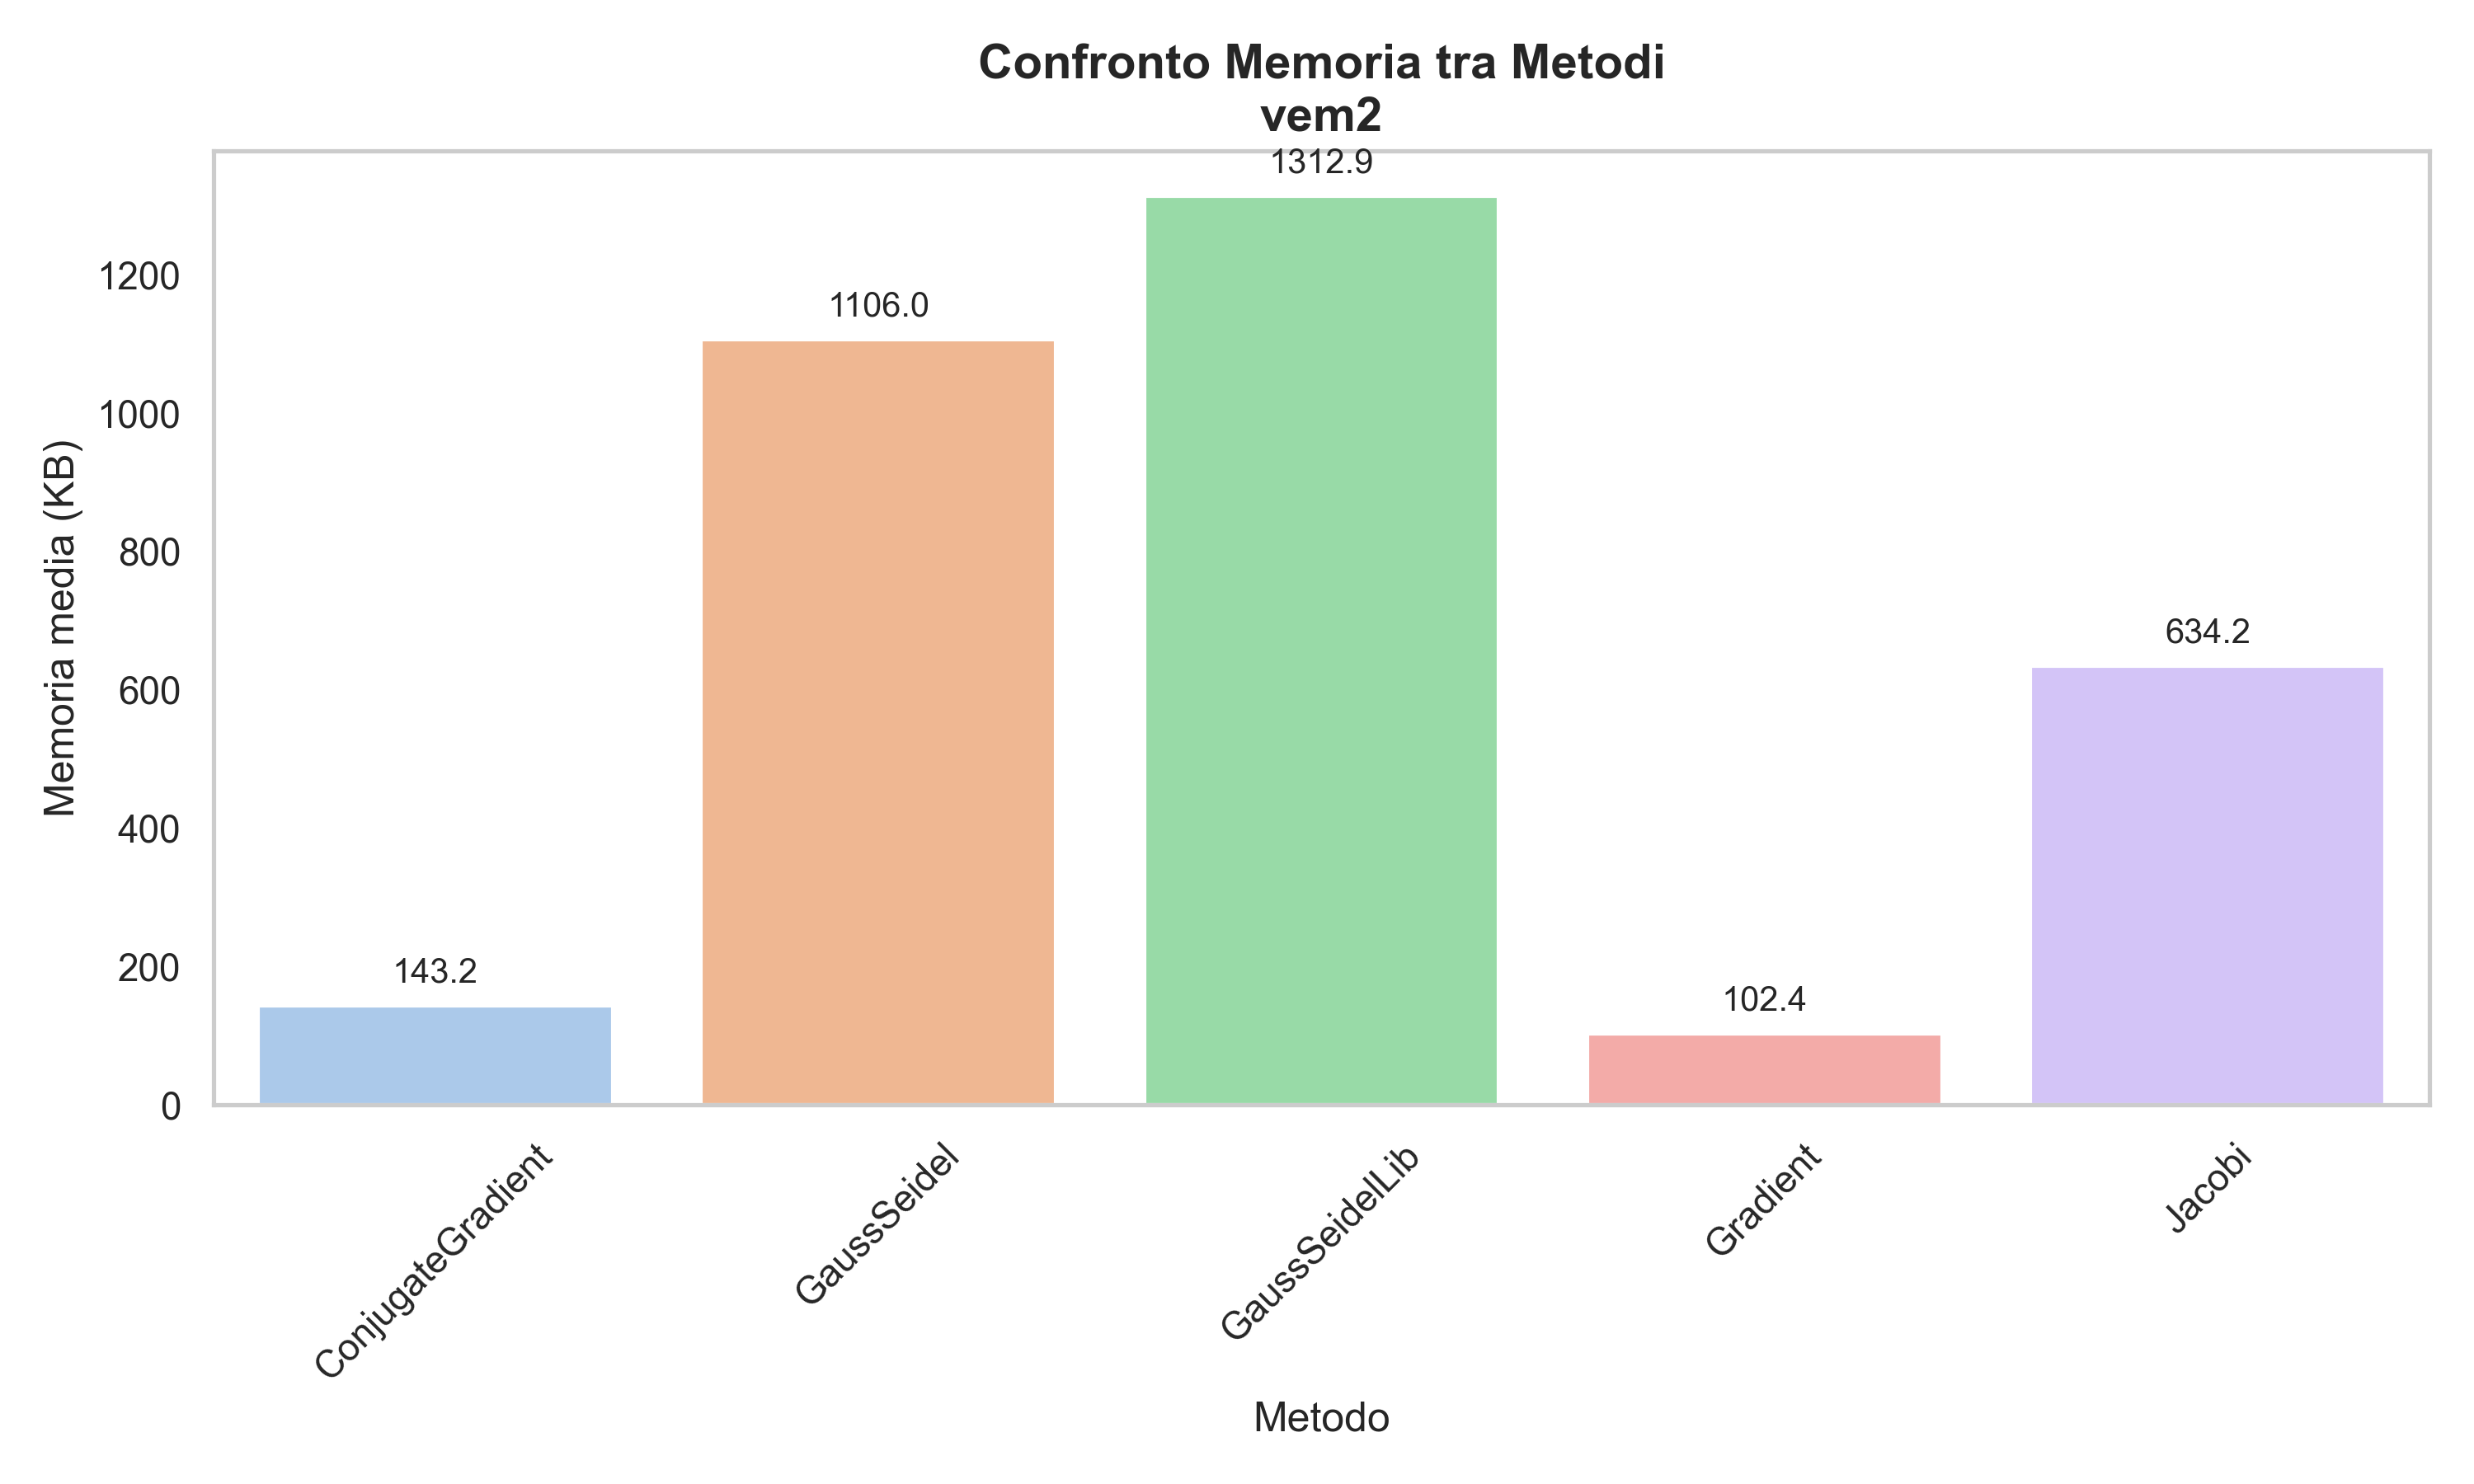 Confronto Memoria tra Metodi
vem2
1312.9
1106.0
634.2
143.2
102.4
Memoria media (KB)
1200
1000
800
600
400
200
0
ConjugateGradient
GaussSeidel
GaussSeidelLib
Gradient
Jacobi
Metodo